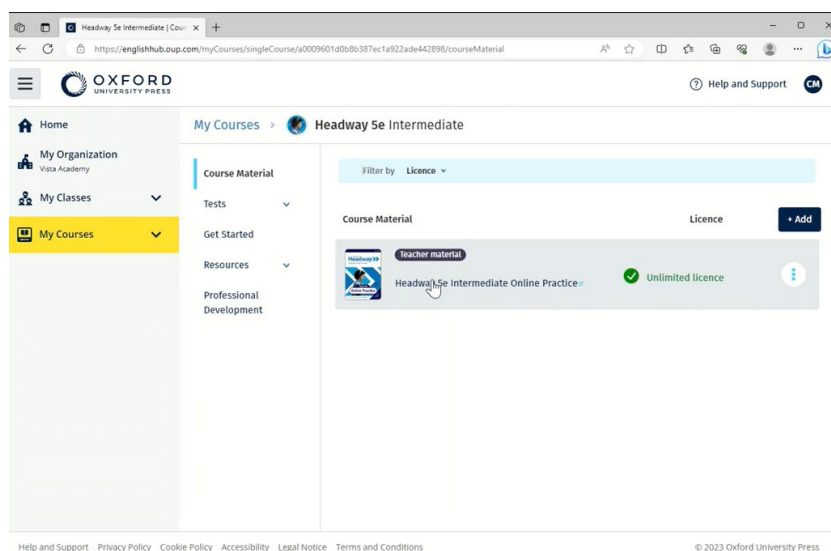 Headway 5e Intermediate | Cour
https://englishhub.oup.com/myCourses/singleCourse/a0009601d0b8b387ec1a922ade442898/courseMaterial
OXFORD
UNIVERSITY PRESS
Help and Support
CM
Home
My Organization
Vista Academy
My Classes
My Courses
My Courses > Headway 5e Intermediate
Course Material
Tests
Get Started
Resources
Professional
Development
Filter by Licence
Course Material Licence + Add
Headway
Online Practice
Teacher material
Headway 5e Intermediate Online Practice
Unlimited licence
Help and Support Privacy Policy Cookie Policy Accessibility Legal Notice Terms and Conditions
© 2023 Oxford University Press